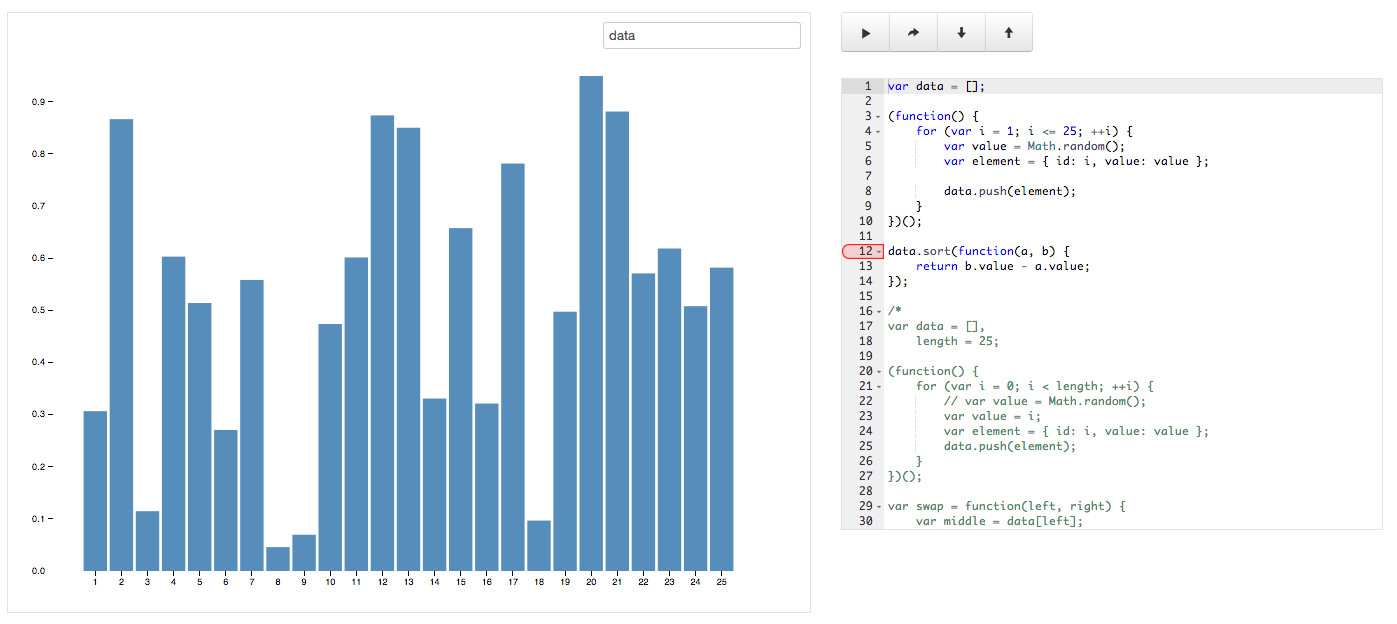 data
0.9
0.8
0.7
0.6
0.5
0.4
0.3
0.2
0.1
0.0
1 2 3 4 5 6 7 8 9 10 11 12 13 14 15 16 17 18 19 20 21 22 23 24 25
1 var data = [];
2
3 (function() {
4     for (var i = 1; i <= 25; ++i) {
5         var value = Math.random();
6         var element = { id: i, value: value };
7
8         data.push(element);
9     }
10 })();
11
12 data.sort(function(a, b) {
13     return b.value - a.value;
14 });
15
16 /*
17 var data = [],
18     length = 25;
19
20 (function() {
21     for (var i = 0; i < length; ++i) {
22         // var value = Math.random();
23         var value = i;
24         var element = { id: i, value: value };
25         data.push(element);
26     }
27 })();
28
29 var swap = function(left, right) {
30     var middle = data[left];